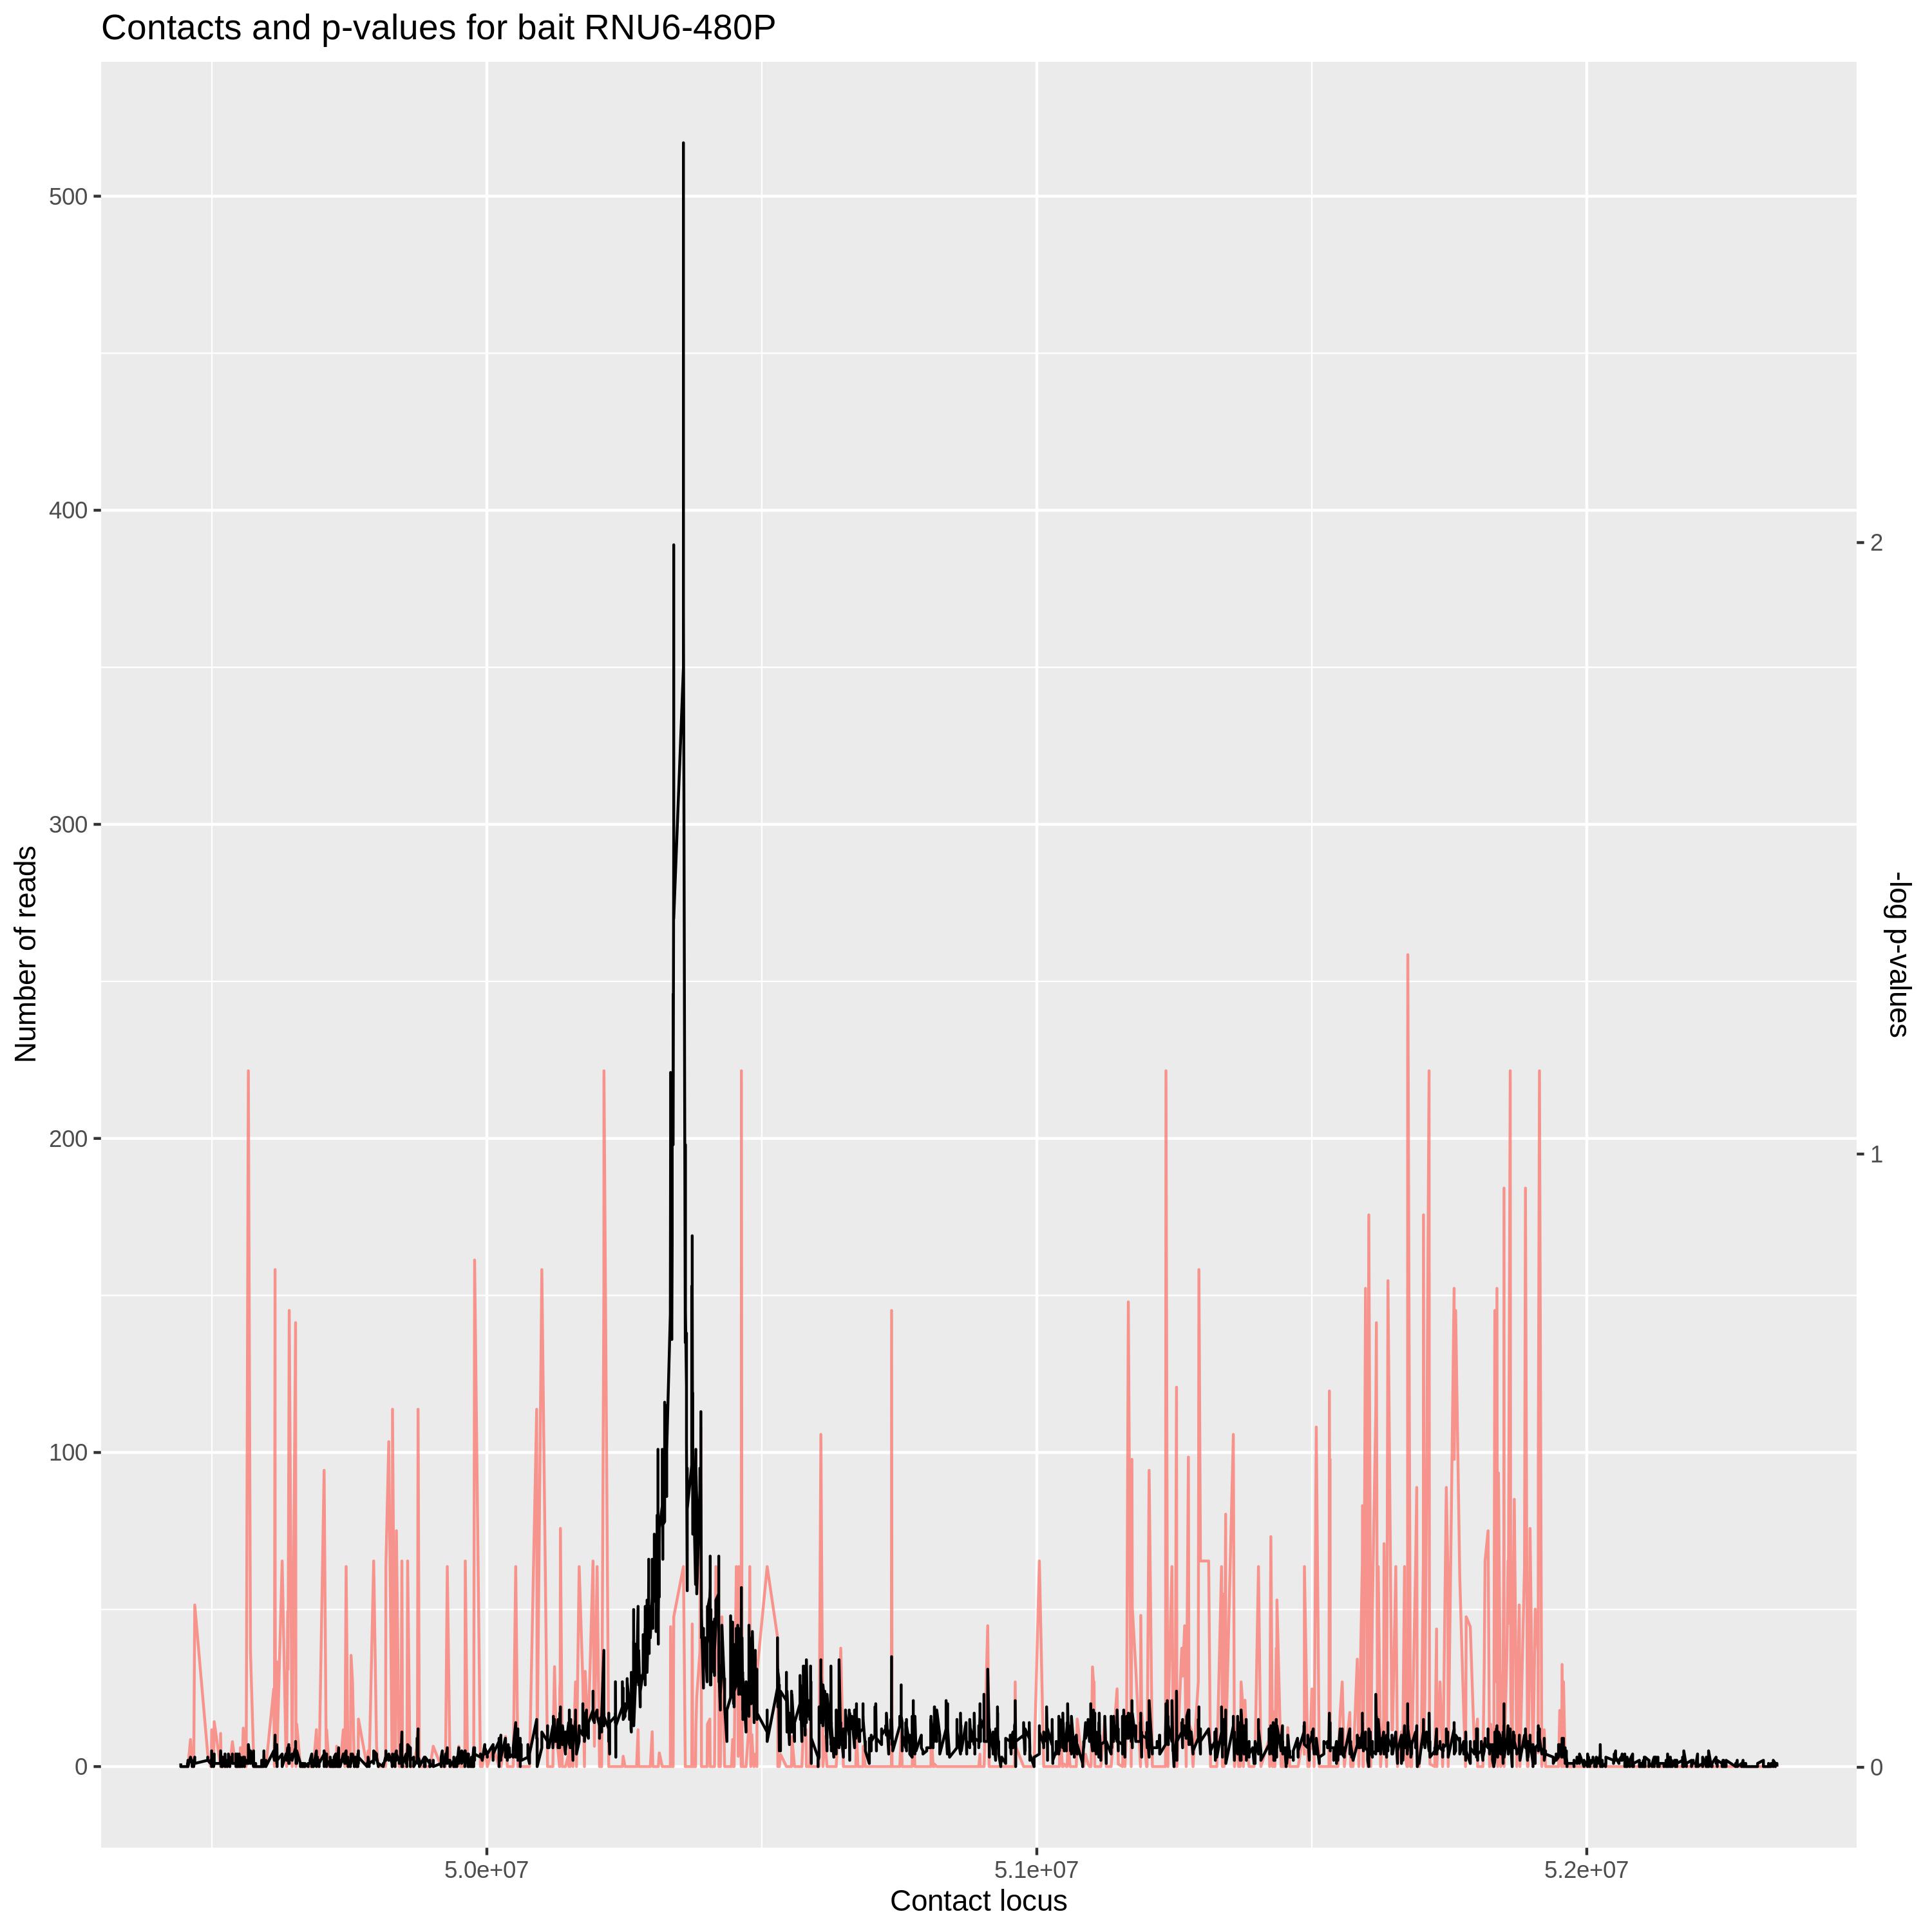 Contacts and p-values for bait RNU6-480P
500
400
300
200
100
0
Number of reads
2
1
0
-log p-values
5.0e+07
5.1e+07
5.2e+07
Contact locus